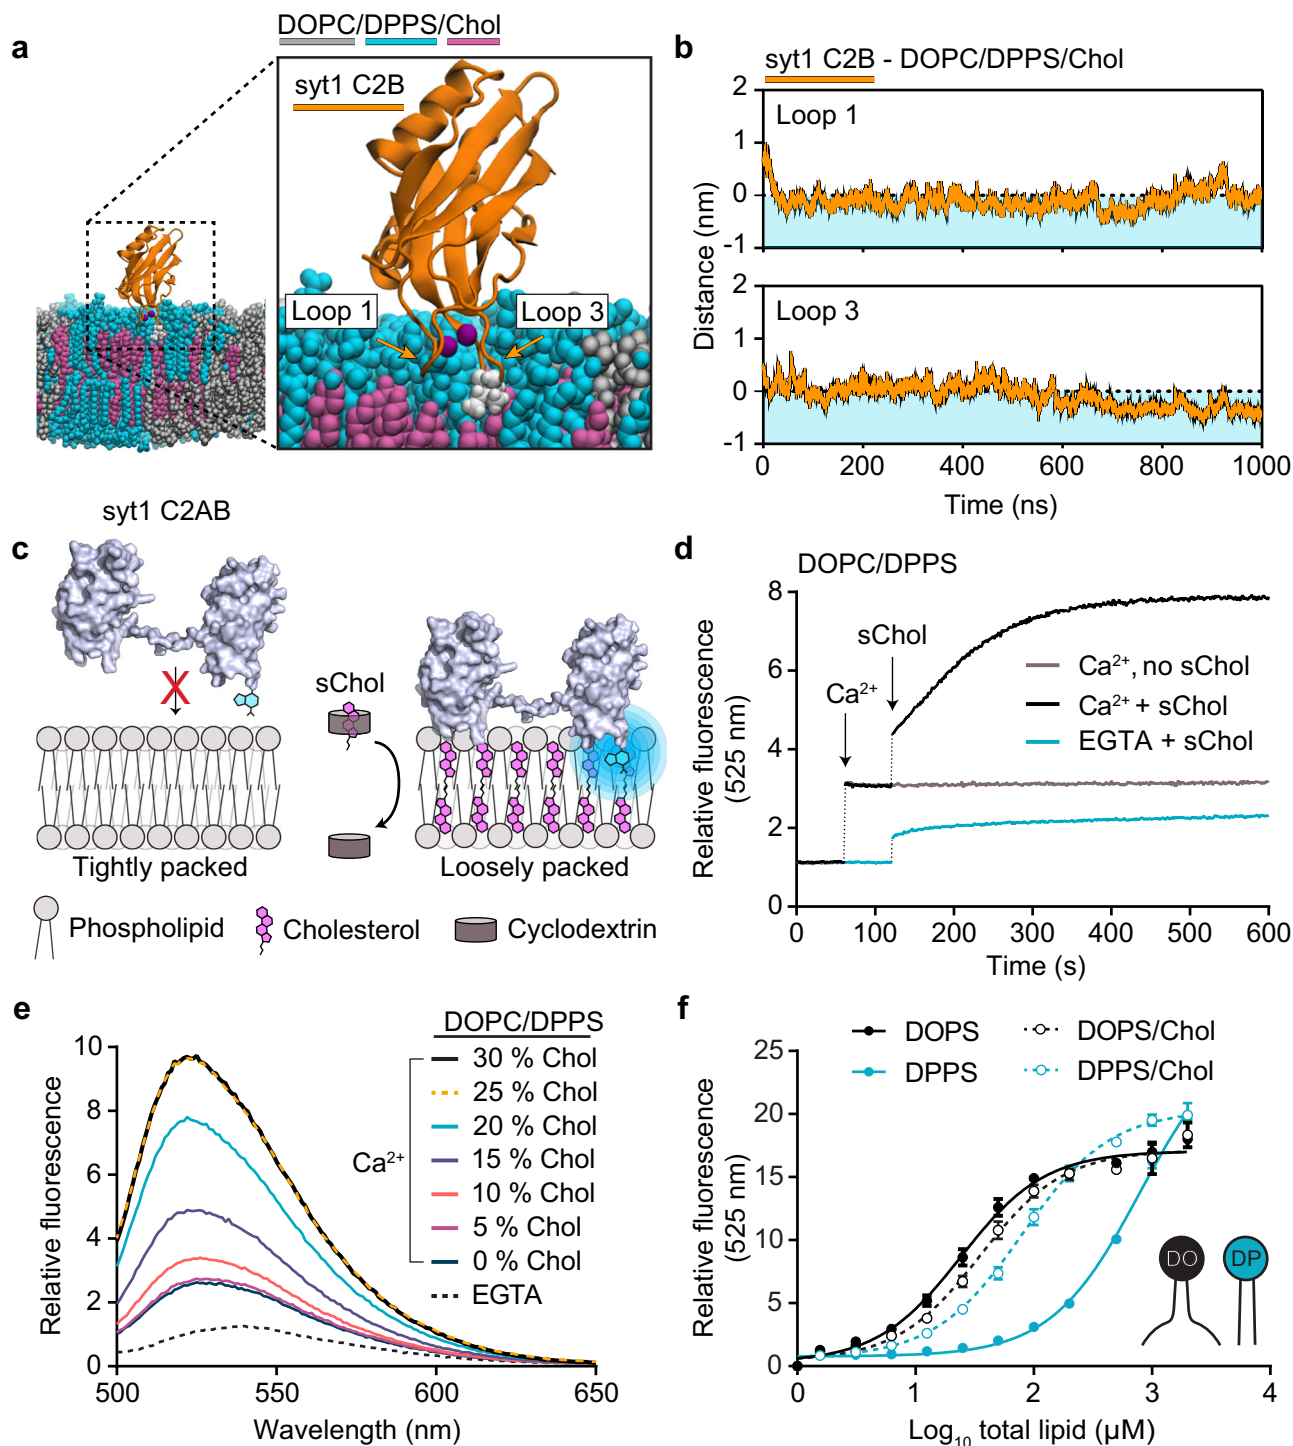 a
DOPC/DPPS/Chol
syt1 C2B
Loop 1
Loop 3
b
syt1 C2B - DOPC/DPPS/Chol
2
Loop 1
1
0
-1
2
Loop 3
1
0
-1
Distance (nm)
0 200 400 600 800 1000
Time (ns)
c
syt1 C2AB
X
sChol
Tightly packed
Loosely packed
Phospholipid
Cholesterol
Cyclodextrin
d
DOPC/DPPS
8
6
4
2
0
Relative fluorescence
(525 nm)
sChol
Ca²⁺
Ca²⁺, no sChol
Ca²⁺ + sChol
EGTA + sChol
0 100 200 300 400 500 600
Time (s)
e
DOPC/DPPS
30 % Chol
25 % Chol
20 % Chol
15 % Chol
10 % Chol
5 % Chol
0 % Chol
EGTA
Ca²⁺
10
8
6
4
2
0
Relative fluorescence
500 550 600 650
Wavelength (nm)
f
DOPS
DOPS/Chol
DPPS
DPPS/Chol
25
20
15
10
5
0
Relative fluorescence
(525 nm)
DO
DP
0 1 2 3 4
Log₁₀ total lipid (µM)